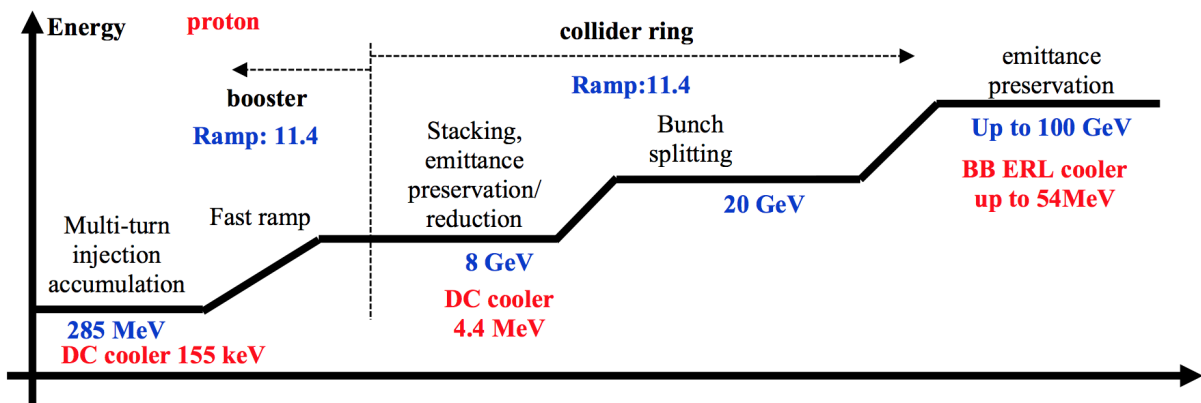 Energy
proton
booster
Ramp: 11.4
collider ring
Ramp:11.4
Multi-turn
injection
accumulation
285 MeV
DC cooler 155 keV
Fast ramp
Stacking,
emittance
preservation/
reduction
8 GeV
DC cooler
4.4 MeV
Bunch
splitting
20 GeV
emittance
preservation
Up to 100 GeV
BB ERL cooler
up to 54MeV